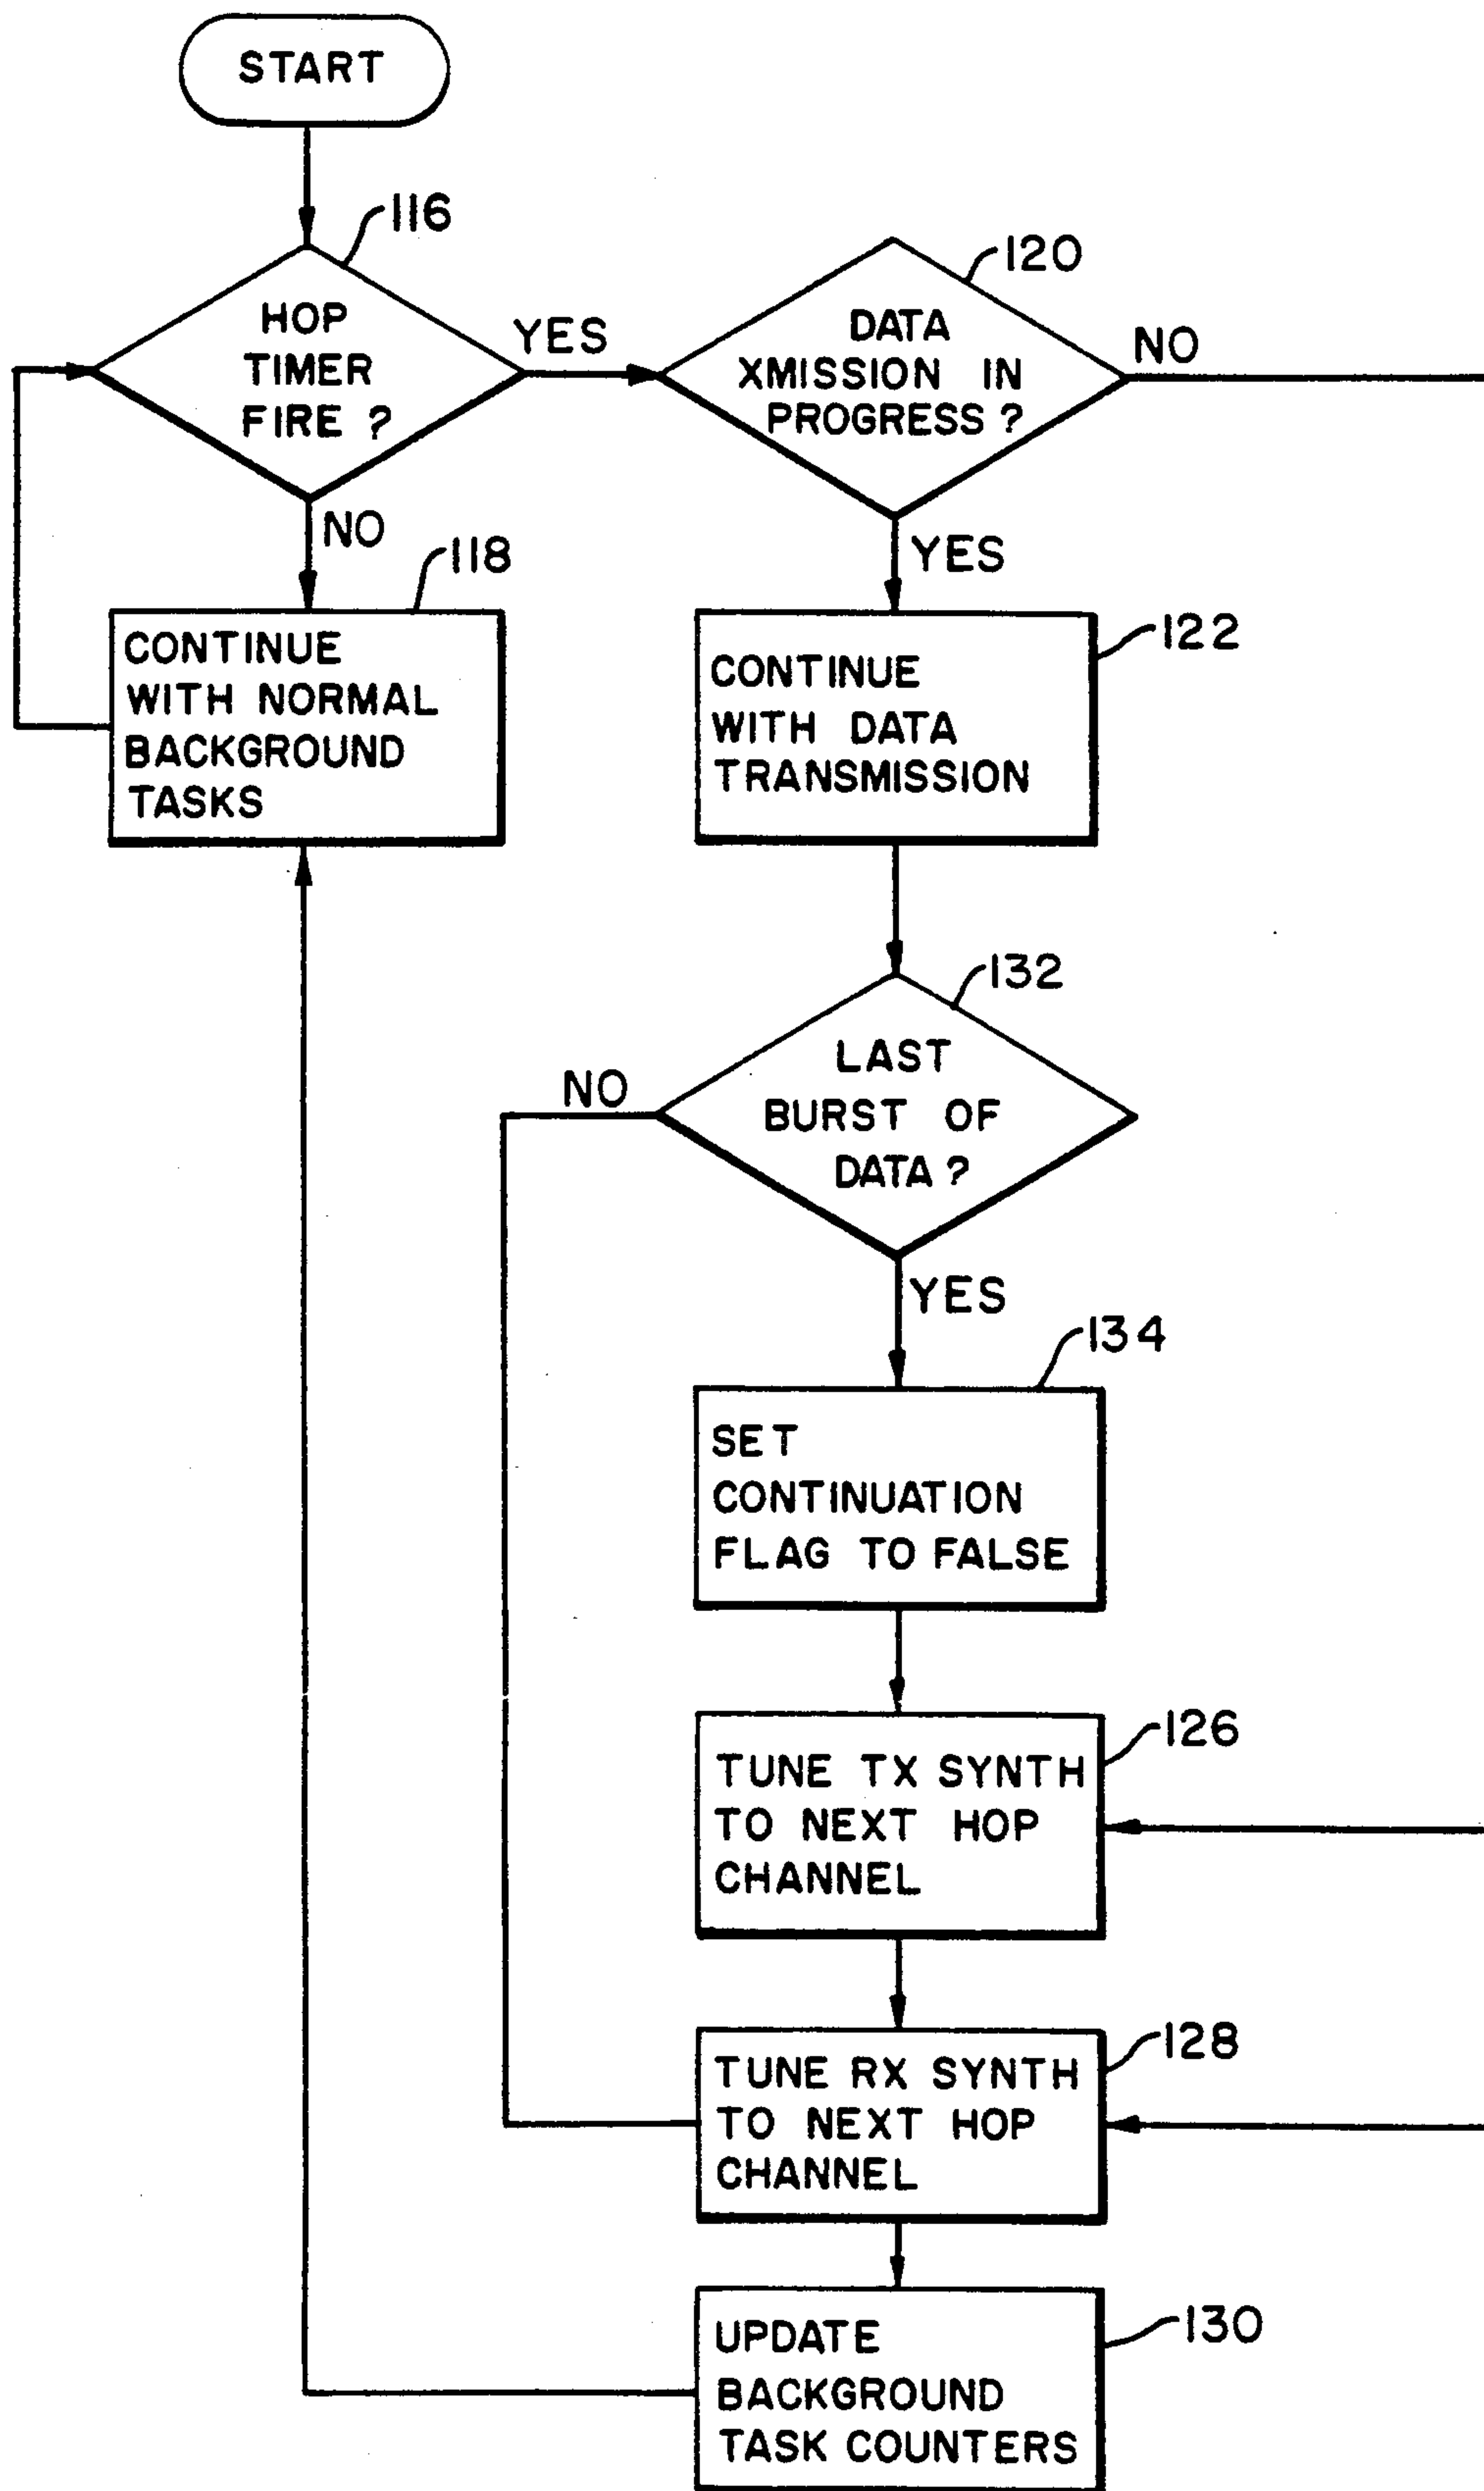 START
116
HOP
TIMER
FIRE ?
YES
NO
118
CONTINUE
WITH NORMAL
BACKGROUND
TASKS
120
DATA
XMISSION IN
PROGRESS ?
NO
YES
122
CONTINUE
WITH DATA
TRANSMISSION
132
LAST
BURST OF
DATA ?
NO
YES
134
SET
CONTINUATION
FLAG TO FALSE
126
TUNE TX SYNTH
TO NEXT HOP
CHANNEL
128
TUNE RX SYNTH
TO NEXT HOP
CHANNEL
130
UPDATE
BACKGROUND
TASK COUNTERS